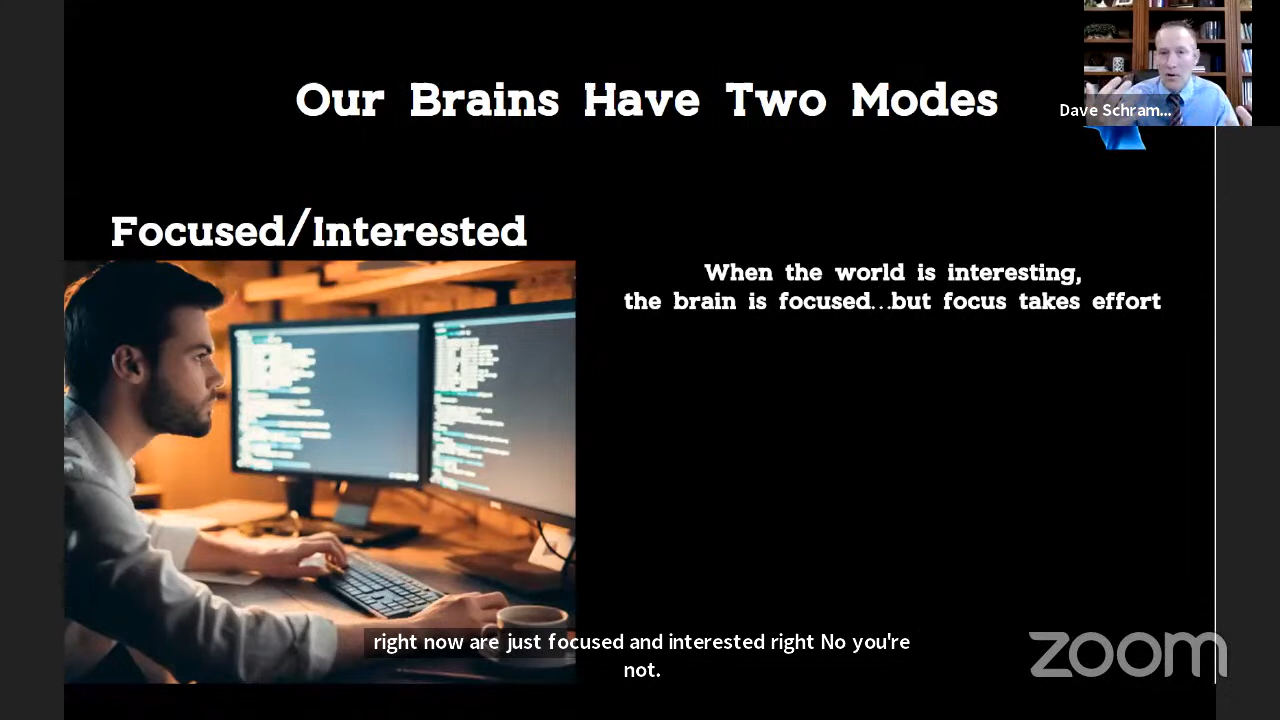 Our Brains Have Two Modes
Dave Schram...
Focused/Interested
When the world is interesting,
the brain is focused...but focus takes effort
right now are just focused and interested right No you're
not.
zoom